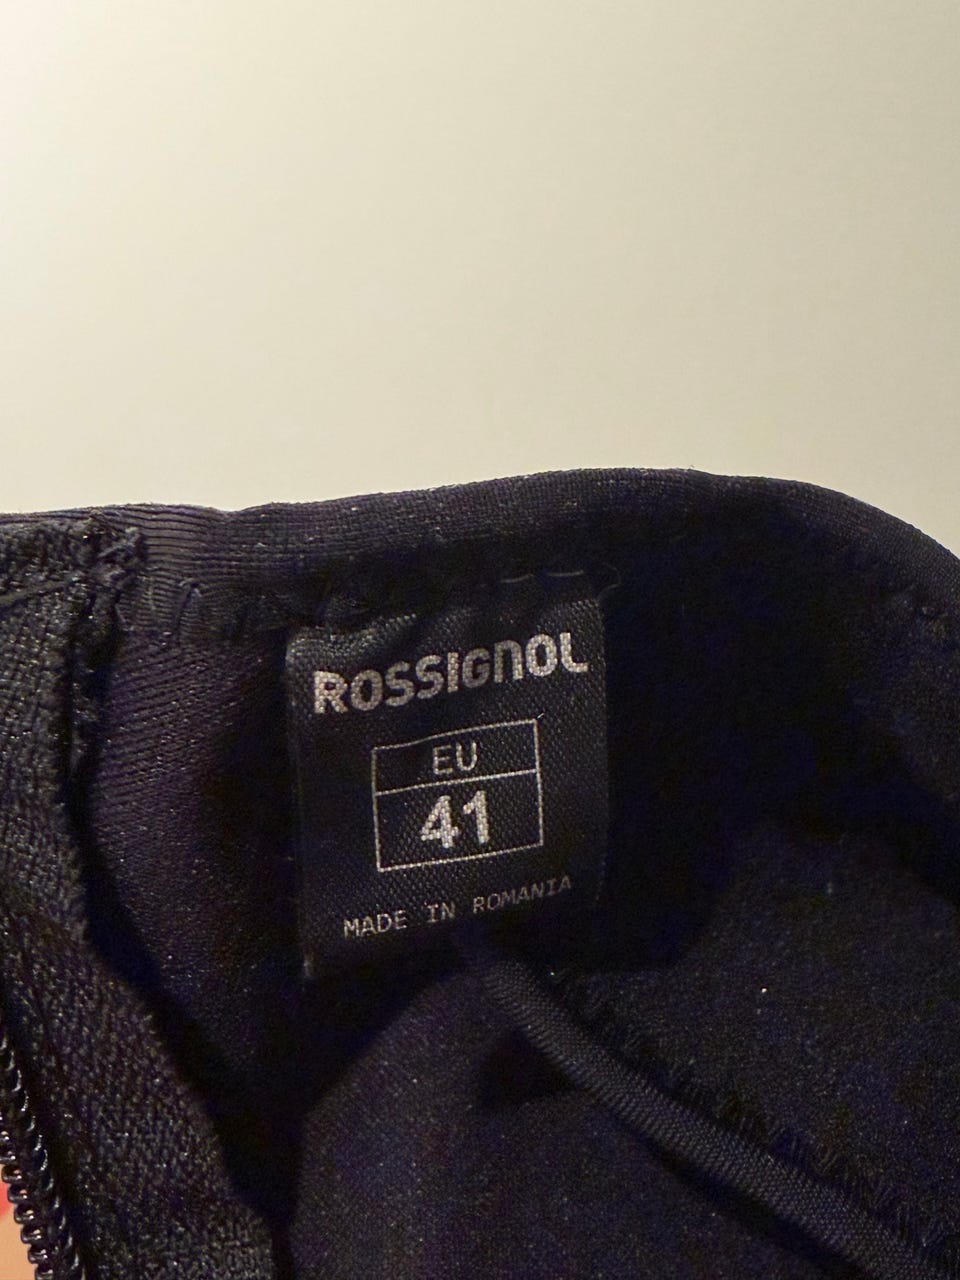 ROSSIGNOL
EU
41
MADE IN ROMANIA